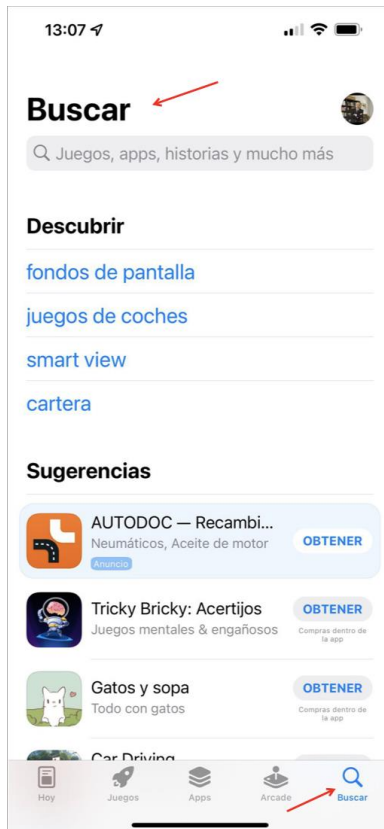 13:07
Buscar
Juegos, apps, historias y mucho más
Descubrir
fondos de pantalla
juegos de coches
smart view
cartera
Sugerencias
AUTODOC — Recambi...
Neumáticos, Aceite de motor
OBTENER
Anuncio
Tricky Bricky: Acertijos
Juegos mentales & engañosos
OBTENER
Compras dentro de
la app
Gatos y sopa
Todo con gatos
OBTENER
Compras dentro de
la app
Car Driving
Hoy
Juegos
Apps
Arcade
Buscar